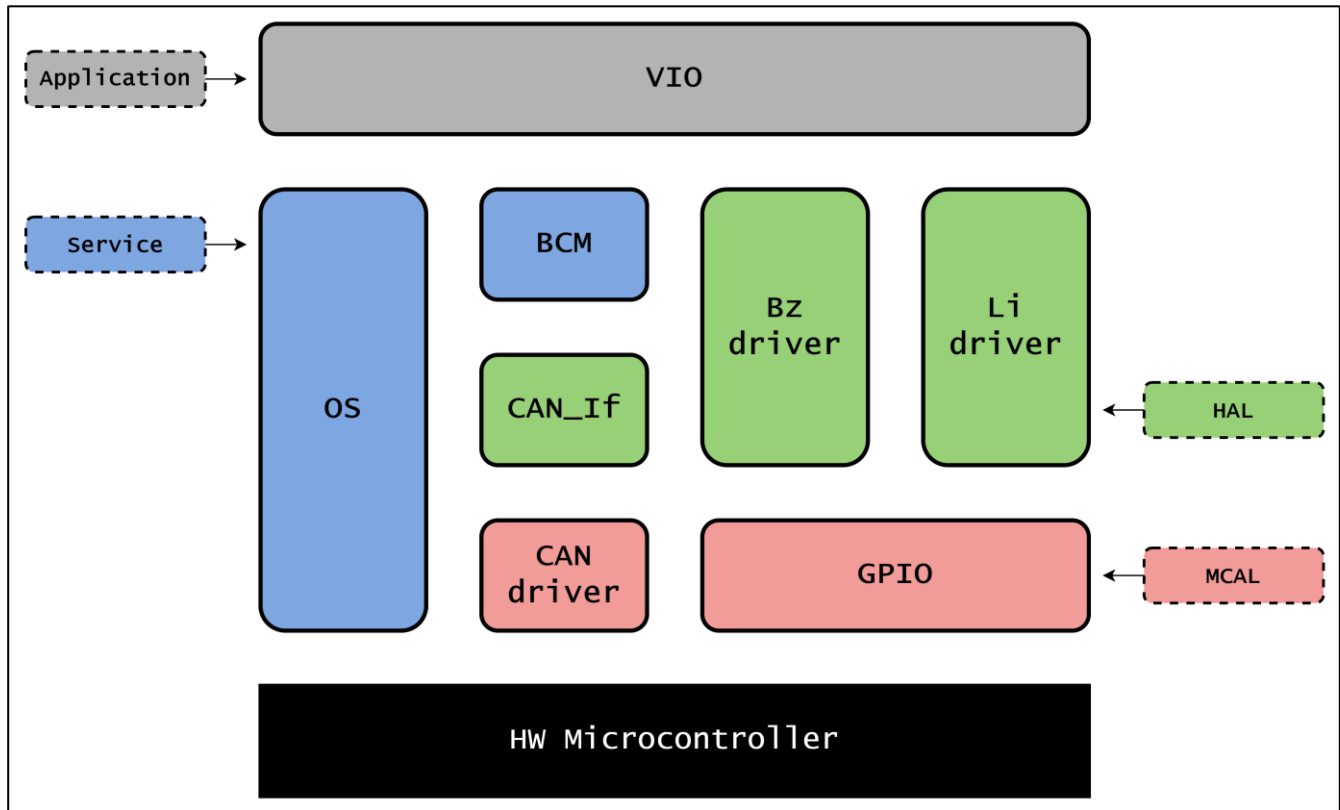 Application
VIO
Service
OS
BCM
Bz
driver
Li
driver
CAN_If
HAL
CAN
driver
GPIO
MCAL
HW Microcontroller